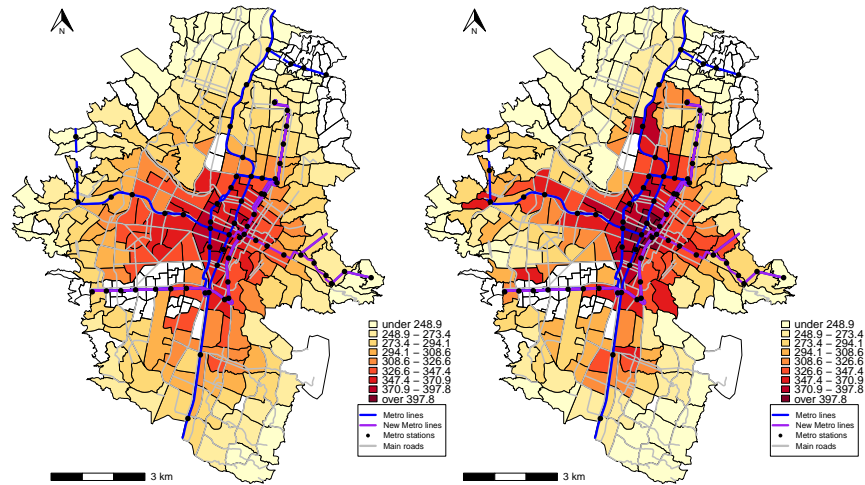 N
under 248.9
248.9 − 273.4
273.4 − 294.1
294.1 − 308.6
308.6 − 326.6
326.6 − 347.4
347.4 − 370.9
370.9 − 397.8
over 397.8
Metro lines
New Metro lines
Metro stations
Main roads
3 km
N
under 248.9
248.9 − 273.4
273.4 − 294.1
294.1 − 308.6
308.6 − 326.6
326.6 − 347.4
347.4 − 370.9
370.9 − 397.8
over 397.8
Metro lines
New Metro lines
Metro stations
Main roads
3 km